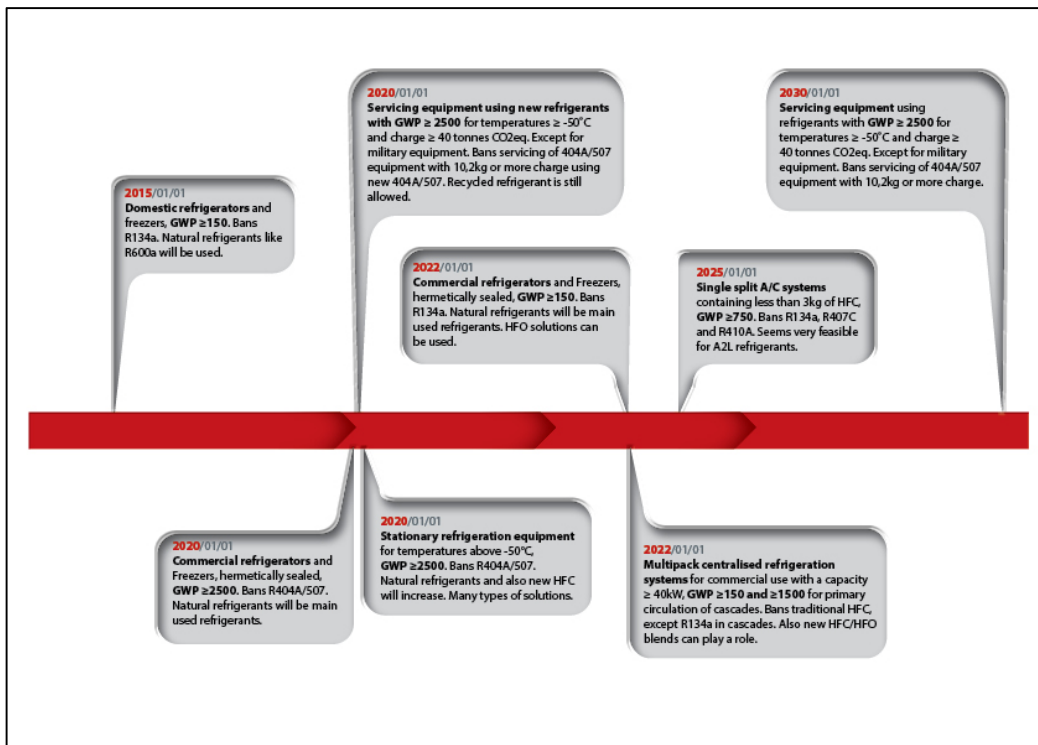 2015/01/01
Domestic refrigerators and
freezers, GWP ≥150. Bans
R134a. Natural refrigerants like
R600a will be used.
2020/01/01
Servicing equipment using new refrigerants
with GWP ≥ 2500 for temperatures ≥ -50˚C
and charge ≥ 40 tonnes CO2eq. Except for
military equipment. Bans servicing of 404A/507
equipment with 10,2kg or more charge using
new 404A/507. Recycled refrigerant is still
allowed.
2022/01/01
Commercial refrigerators and Freezers,
hermetically sealed, GWP ≥150. Bans
R134a. Natural refrigerants will be main
used refrigerants. HFO solutions can
be used.
2025/01/01
Single split A/C systems
containing less than 3kg of HFC,
GWP ≥750. Bans R134a, R407C
and R410A. Seems very feasible
for A2L refrigerants.
2030/01/01
Servicing equipment using
refrigerants with GWP ≥ 2500 for
temperatures ≥ -50˚C and charge ≥
40 tonnes CO2eq. Except for military
equipment. Bans servicing of 404A/507
equipment with 10,2kg or more charge.
2020/01/01
Commercial refrigerators and
Freezers, hermetically sealed,
GWP ≥2500. Bans R404A/507.
Natural refrigerants will be main
used refrigerants.
2020/01/01
Stationary refrigeration equipment
for temperatures above -50°C,
GWP ≥2500. Bans R404A/507.
Natural refrigerants and also new HFC
will increase. Many types of solutions.
2022/01/01
Multipack centralised refrigeration
systems for commercial use with a capacity
≥ 40kW, GWP ≥150 and ≥1500 for primary
circulation of cascades. Bans traditional HFC,
except R134a in cascades. Also new HFC/HFO
blends can play a role.